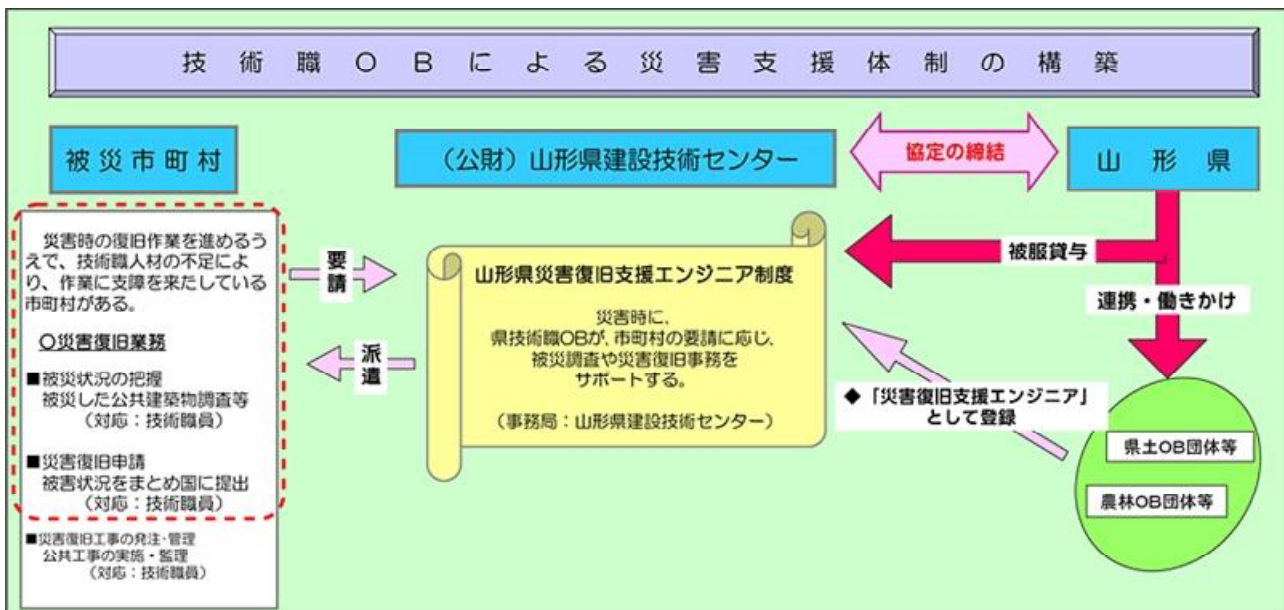 技術職OBによる災害支援体制の構築
被災市町村
(公財)山形県建設技術センター
協定の締結
山形県
災害時の復旧作業を進めるう
えで、技術職人材の不足によ
り、作業に支障を来たしている
市町村がある。
〇災害復旧業務
■被災状況の把握
被災した公共建築物調査等
(対応:技術職員)
■災害復旧申請
被害状況をまとめ国に提出
(対応:技術職員)
■災害復旧工事の発注・管理
公共工事の実施・監理
(対応:技術職員)
要請
派遣
山形県災害復旧支援エンジニア制度
災害時に、
県技術職OBが、市町村の要請に応じ、
被災調査や災害復旧事務を
サポートする。
(事務局:山形県建設技術センター)
被服貸与
連携・働きかけ
◆「災害復旧支援エンジニア」
として登録
県土OB団体等
農林OB団体等